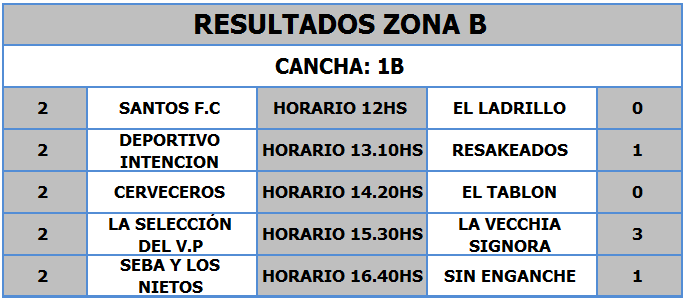 RESULTADOS ZONA B
CANCHA: 1B
2 SANTOS F.C HORARIO 12HS EL LADRILLO 0
2 DEPORTIVO INTENCION HORARIO 13.10HS RESAKEADOS 1
2 CERVECEROS HORARIO 14.20HS EL TABLON 0
2 LA SELECCIÓN DEL V.P HORARIO 15.30HS LA VECCHIA SIGNORA 3
2 SEBA Y LOS NIETOS HORARIO 16.40HS SIN ENGANCHE 1